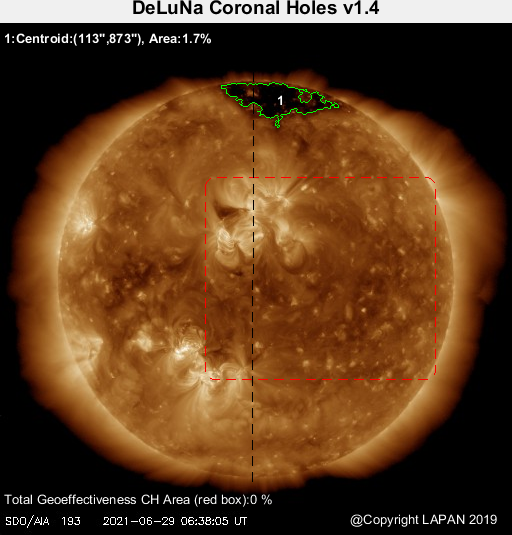 DeLuNa Coronal Holes v1.4
1:Centroid:(113",873"), Area:1.7%
1
Total Geoeffectiveness CH Area (red box):0 %
SDO/AIA 193 2021-06-29 06:38:05 UT
@Copyright LAPAN 2019